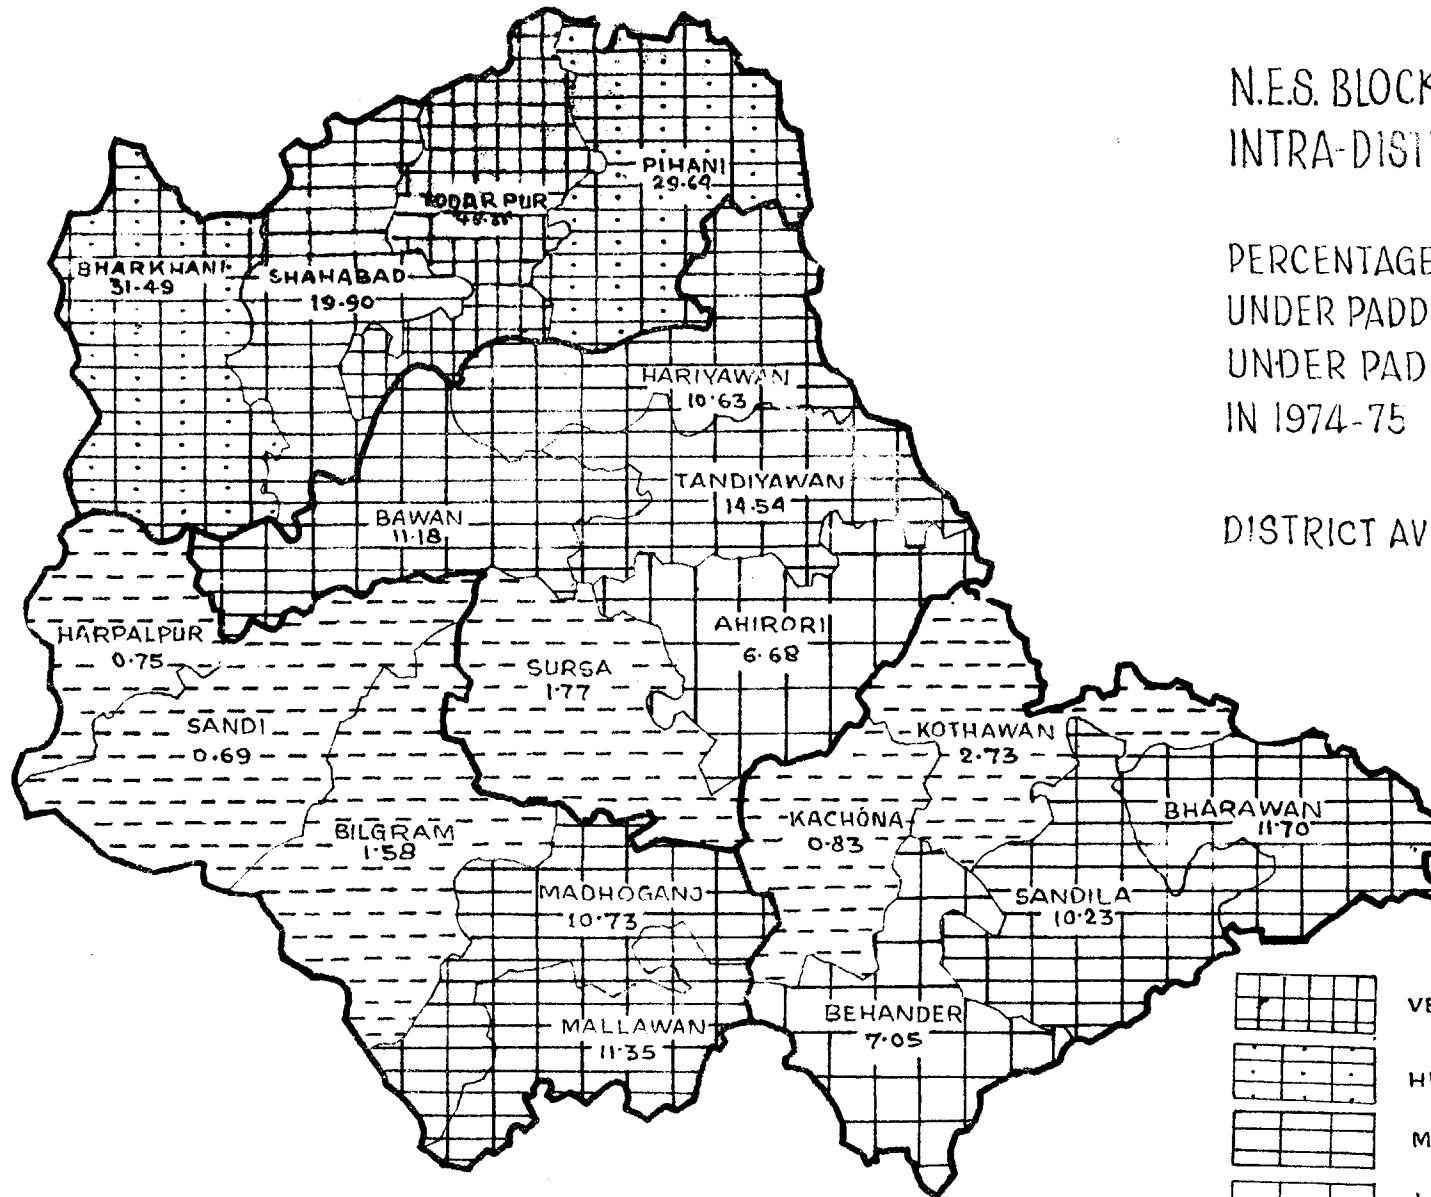 N.E.S. BLOCK
INTRA-DIST
PERCENTAGE
UNDER PADD
UNDER PAD
IN 1974-75
DISTRICT AV
PIHANI
29.64
TODARPUR
BHARKHANI
31.49
SHAHABAD
19.90
HARIYAWAN
10.63
TANDIYAWAN
14.54
BAWAN
11.18
HARPALPUR
0.75
AHIRORI
6.68
SURSA
1.77
SANDI
0.69
KOTHAWAN
2.73
BILGRAM
1.58
KACHONA
0.83
BHARAWAN
11.70
MADHOGANJ
10.73
SANDILA
10.23
MALLAWAN
11.35
BEHANDER
7.05
VE
HI
M